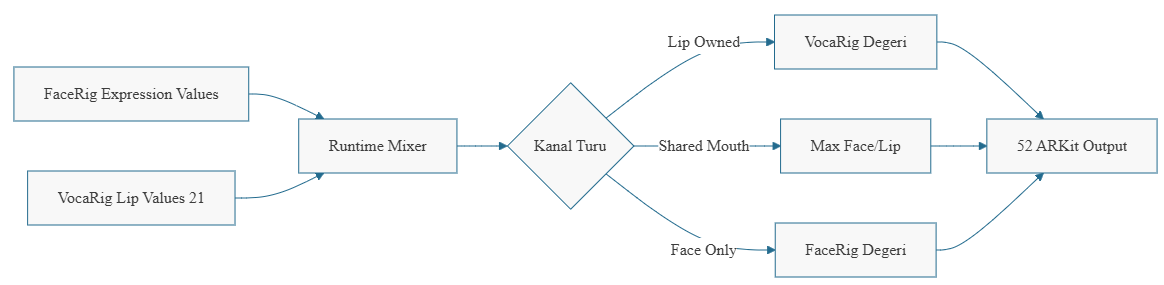 FaceRig Expression Values
VocaRig Lip Values 21
Runtime Mixer
Kanal Turu
Lip Owned
Shared Mouth
Face Only
VocaRig Degeri
Max Face/Lip
FaceRig Degeri
52 ARKit Output